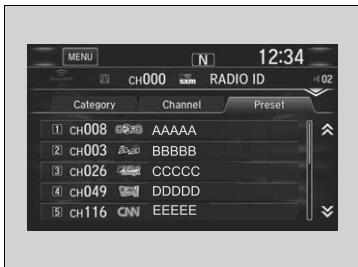 MENU N 12:34
CH000 sxm RADIO ID 02
Category Channel Preset
1 CH008 AAAAA
2 CH003 BBBBB
3 CH026 CCCCC
4 CH049 DDDDD
5 CH116 CNN EEEEE